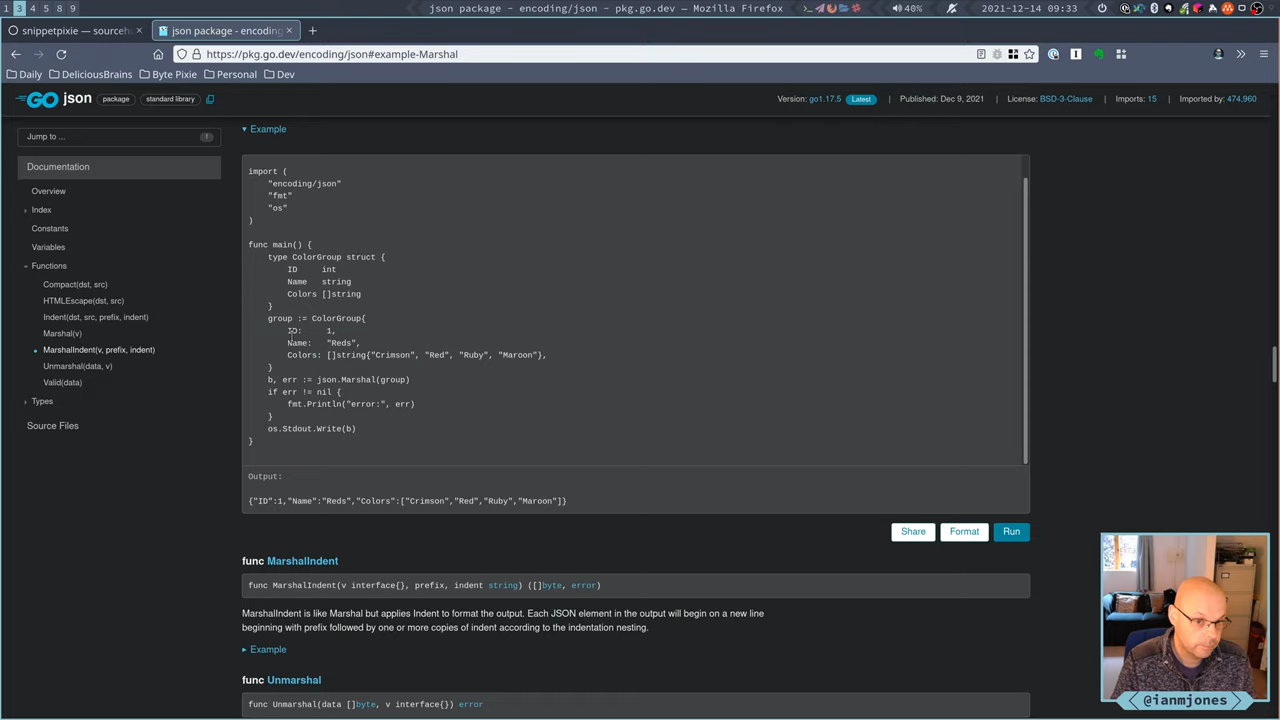 1 3 4 5 8 9
json package - encoding/json - pkg.go.dev — Mozilla Firefox
40%
2021-12-14 09:33
snippetpixie — sourceh
json package - encoding
https://pkg.go.dev/encoding/json#example-Marshal
Daily DeliciousBrains Byte Pixie Personal Dev
GO json package standard library
Version: go1.17.5 Latest | Published: Dec 9, 2021 | License: BSD-3-Clause | Imports: 15 | Imported by: 474,960
Jump to ...
Documentation
Overview
Index
Constants
Variables
Functions
Compact(dst, src)
HTMLEscape(dst, src)
Indent(dst, src, prefix, indent)
Marshal(v)
MarshalIndent(v, prefix, indent)
Unmarshal(data, v)
Valid(data)
Types
Source Files
▾ Example
import (
"encoding/json"
"fmt"
"os"
)
func main() {
type ColorGroup struct {
ID int
Name string
Colors []string
}
group := ColorGroup{
ID: 1,
Name: "Reds",
Colors: []string{"Crimson", "Red", "Ruby", "Maroon"},
}
b, err := json.Marshal(group)
if err != nil {
fmt.Println("error:", err)
}
os.Stdout.Write(b)
}
Output:
{"ID":1,"Name":"Reds","Colors":["Crimson","Red","Ruby","Maroon"]}
Share Format Run
func MarshalIndent
func MarshalIndent(v interface{}, prefix, indent string) ([]byte, error)
MarshalIndent is like Marshal but applies Indent to format the output. Each JSON element in the output will begin on a new line
beginning with prefix followed by one or more copies of indent according to the indentation nesting.
▸ Example
func Unmarshal
func Unmarshal(data []byte, v interface{}) error
@ianmjones